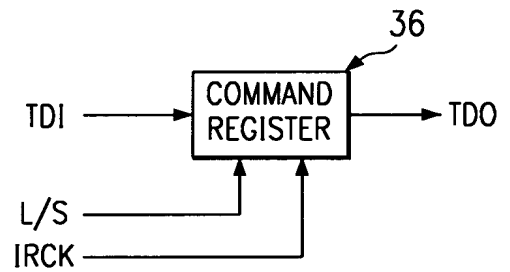 36
COMMAND
REGISTER
TDI
TDO
L/S
IRCK